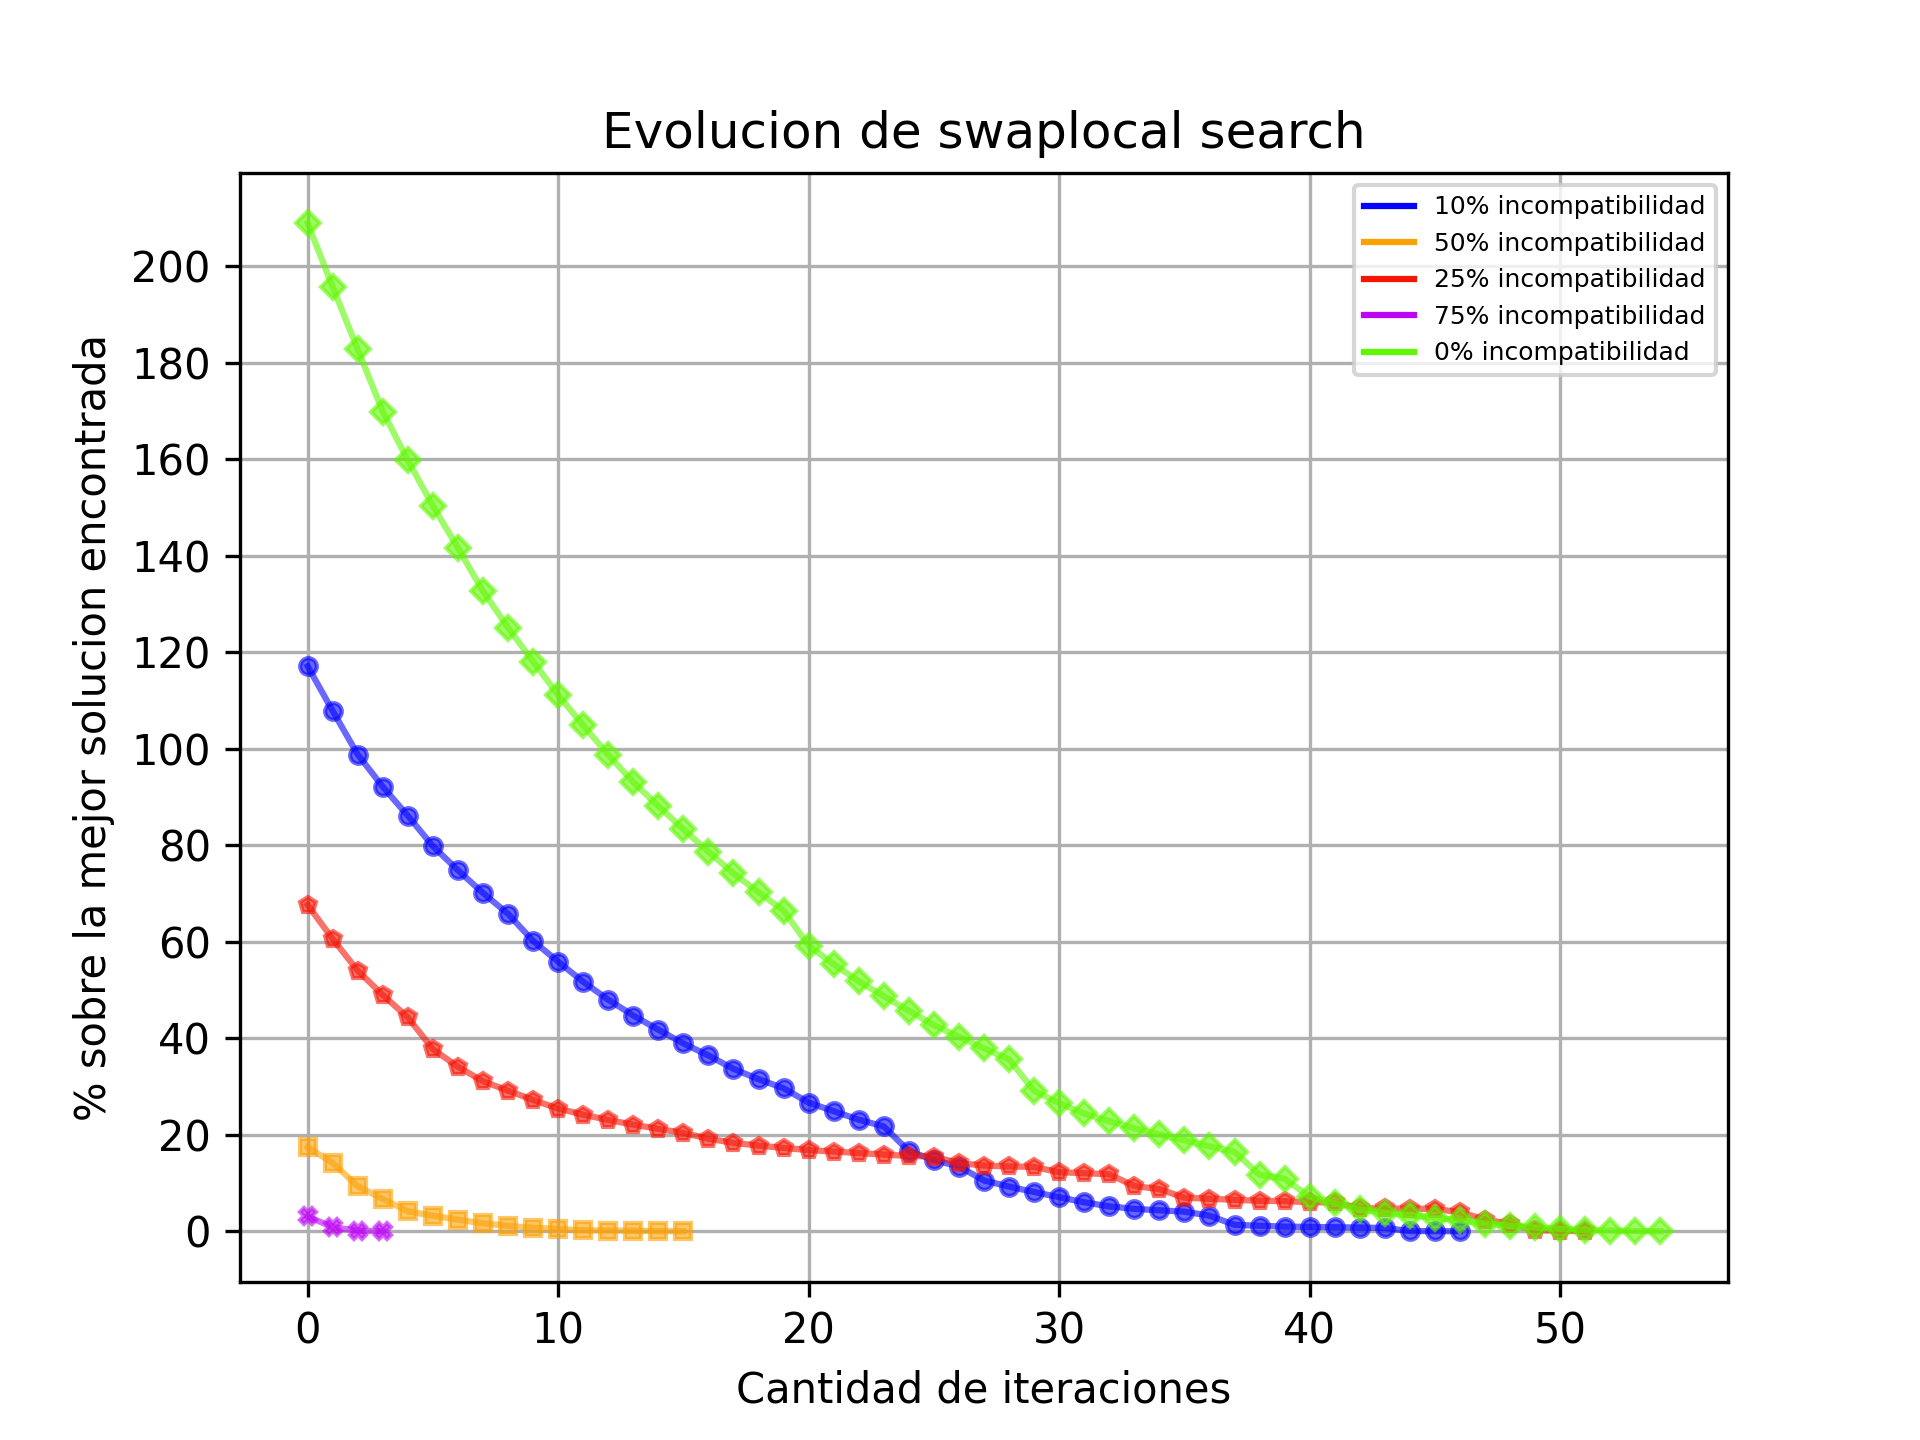 Evolucion de swaplocal search
10% incompatibilidad
50% incompatibilidad
25% incompatibilidad
75% incompatibilidad
0% incompatibilidad
% sobre la mejor solucion encontrada
200
180
160
140
120
100
80
60
40
20
0
0 10 20 30 40 50
Cantidad de iteraciones